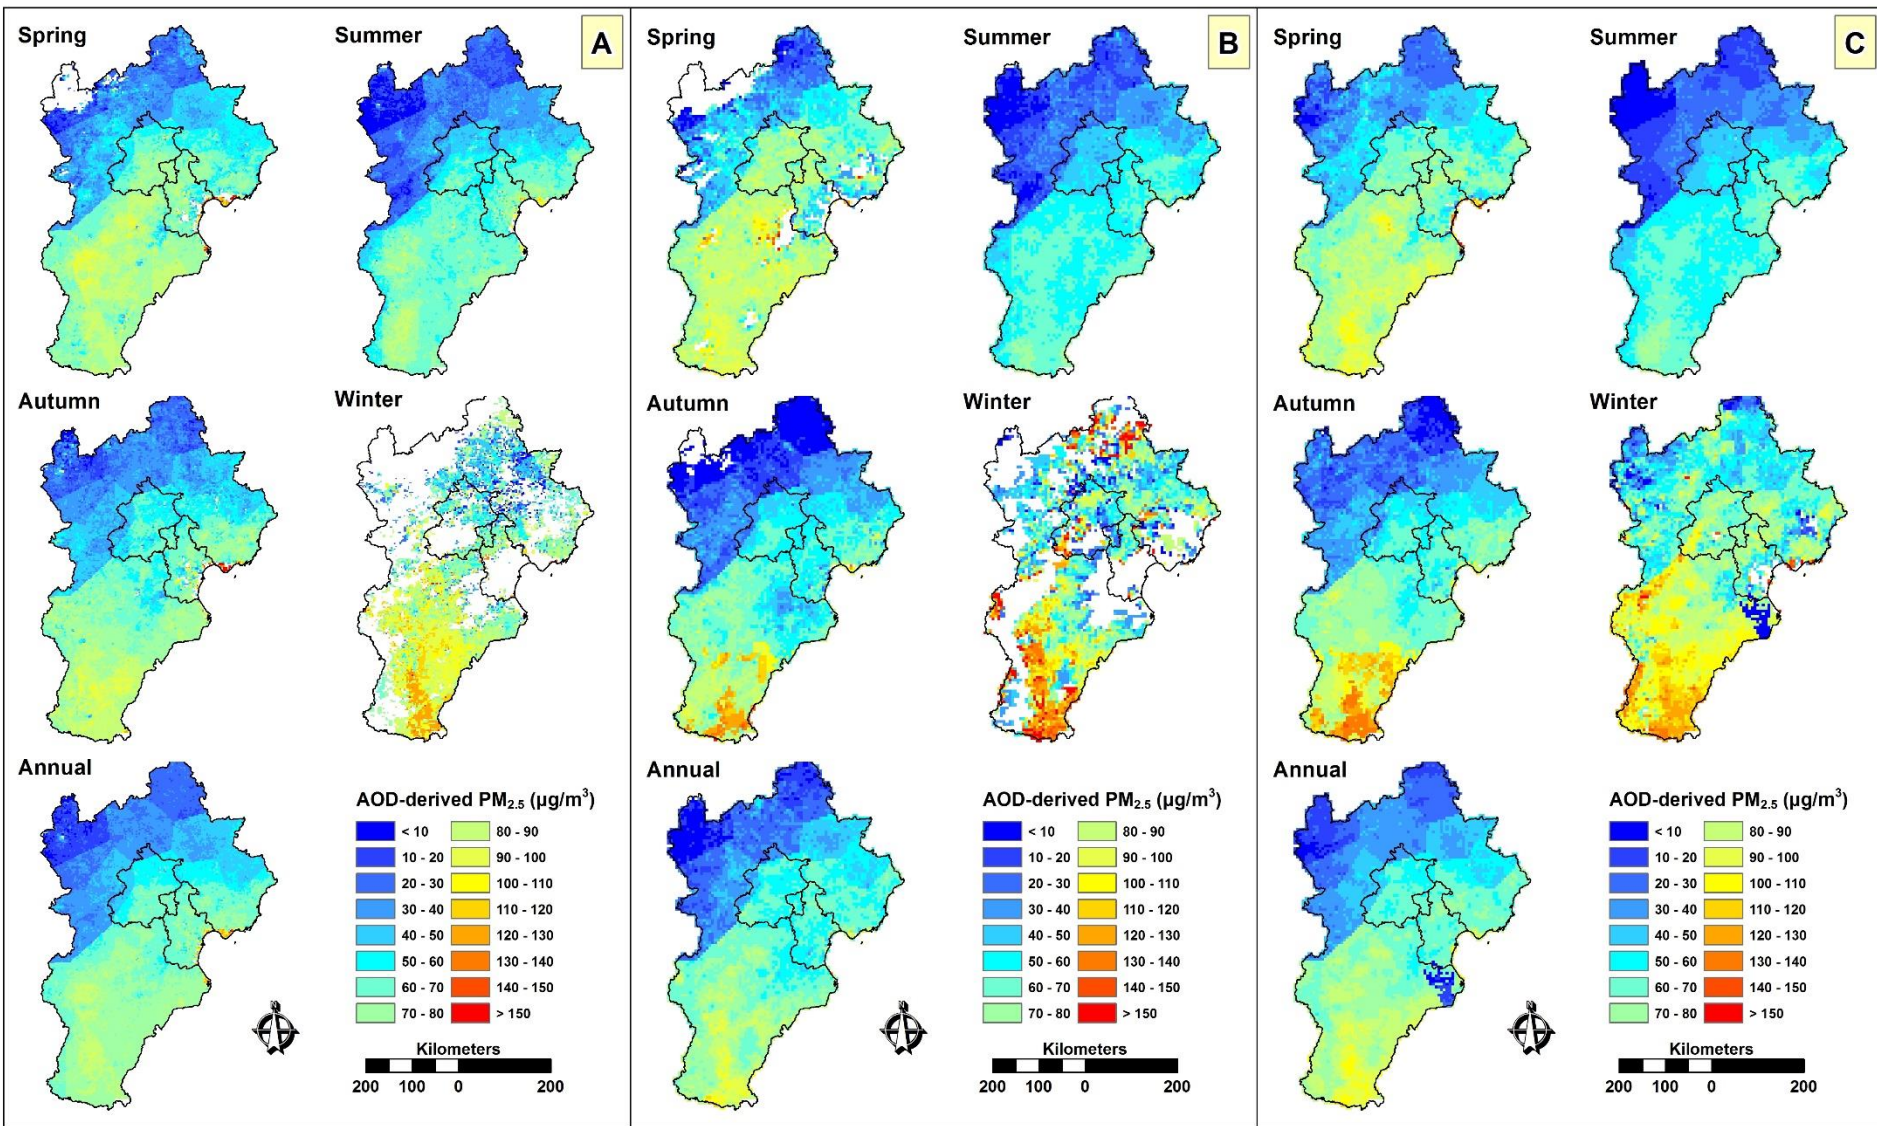 A
Spring
Summer
Autumn
Winter
Annual
AOD-derived PM2.5 (µg/m3)
< 10
80 - 90
10 - 20
90 - 100
20 - 30
100 - 110
30 - 40
110 - 120
40 - 50
120 - 130
50 - 60
130 - 140
60 - 70
140 - 150
70 - 80
> 150
Kilometers
200 100 0 200
B
Spring
Summer
Autumn
Winter
Annual
AOD-derived PM2.5 (µg/m3)
< 10
80 - 90
10 - 20
90 - 100
20 - 30
100 - 110
30 - 40
110 - 120
40 - 50
120 - 130
50 - 60
130 - 140
60 - 70
140 - 150
70 - 80
> 150
Kilometers
200 100 0 200
C
Spring
Summer
Autumn
Winter
Annual
AOD-derived PM2.5 (µg/m3)
< 10
80 - 90
10 - 20
90 - 100
20 - 30
100 - 110
30 - 40
110 - 120
40 - 50
120 - 130
50 - 60
130 - 140
60 - 70
140 - 150
70 - 80
> 150
Kilometers
200 100 0 200